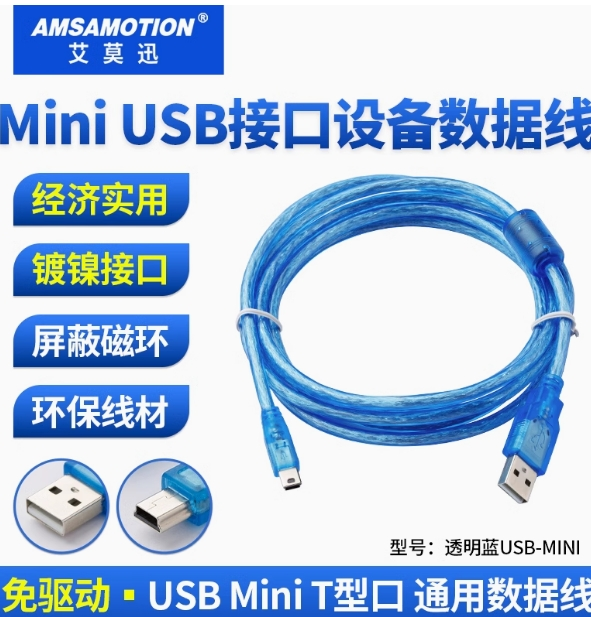 AMSAMOTION®
艾莫迅
Mini USB接口设备数据线
经济实用
镀镍接口
屏蔽磁环
环保线材
型号：透明蓝USB-MINI
免驱动·USB Mini T型口 通用数据线